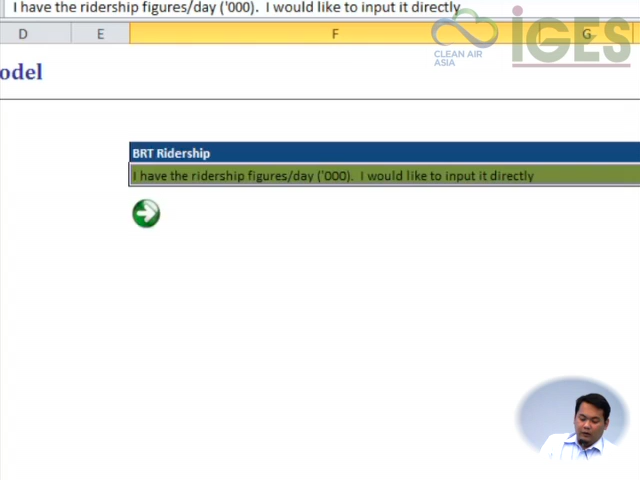 I have the ridership figures/day ('000).  I would like to input it directly
D E F G
CLEAN AIR
ASIA
iGES
odel
BRT Ridership
I have the ridership figures/day ('000).  I would like to input it directly